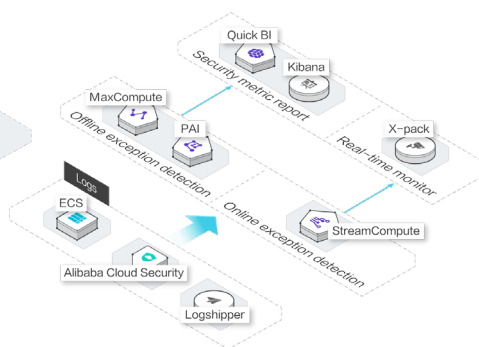 Quick BI
Kibana
Security metric report
MaxCompute
PAI
Offline exception detection
X-pack
Real-time monitor
Logs
ECS
Alibaba Cloud Security
Logshipper
StreamCompute
Online exception detection